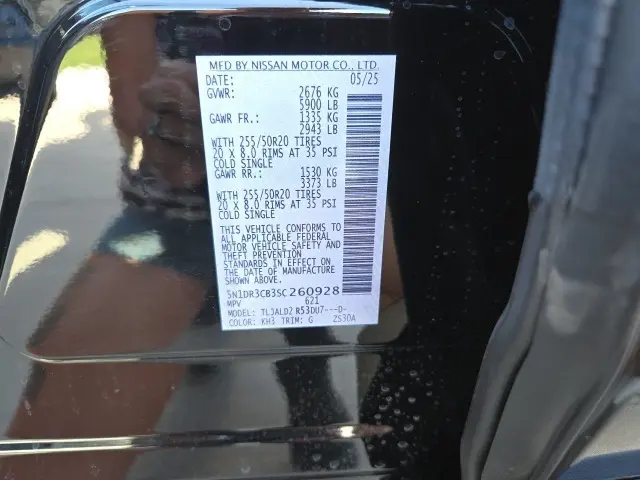 MFD BY NISSAN MOTOR CO., LTD.
DATE: 05/25
GVWR: 2676 KG
5900 LB
GAWR FR.: 1335 KG
2943 LB
WITH 255/50R20 TIRES
20 X 8.0 RIMS AT 35 PSI
COLD SINGLE
GAWR RR.: 1530 KG
3373 LB
WITH 255/50R20 TIRES
20 X 8.0 RIMS AT 35 PSI
COLD SINGLE
THIS VEHICLE CONFORMS TO
ALL APPLICABLE FEDERAL
MOTOR VEHICLE SAFETY AND
THEFT PREVENTION
STANDARDS IN EFFECT ON
THE DATE OF MANUFACTURE
SHOWN ABOVE.
5N1DR3CB3SC260928
MPV 621
MODEL: TLJALD2 R53DU7---D-
COLOR: KH3 TRIM: G ZS30A